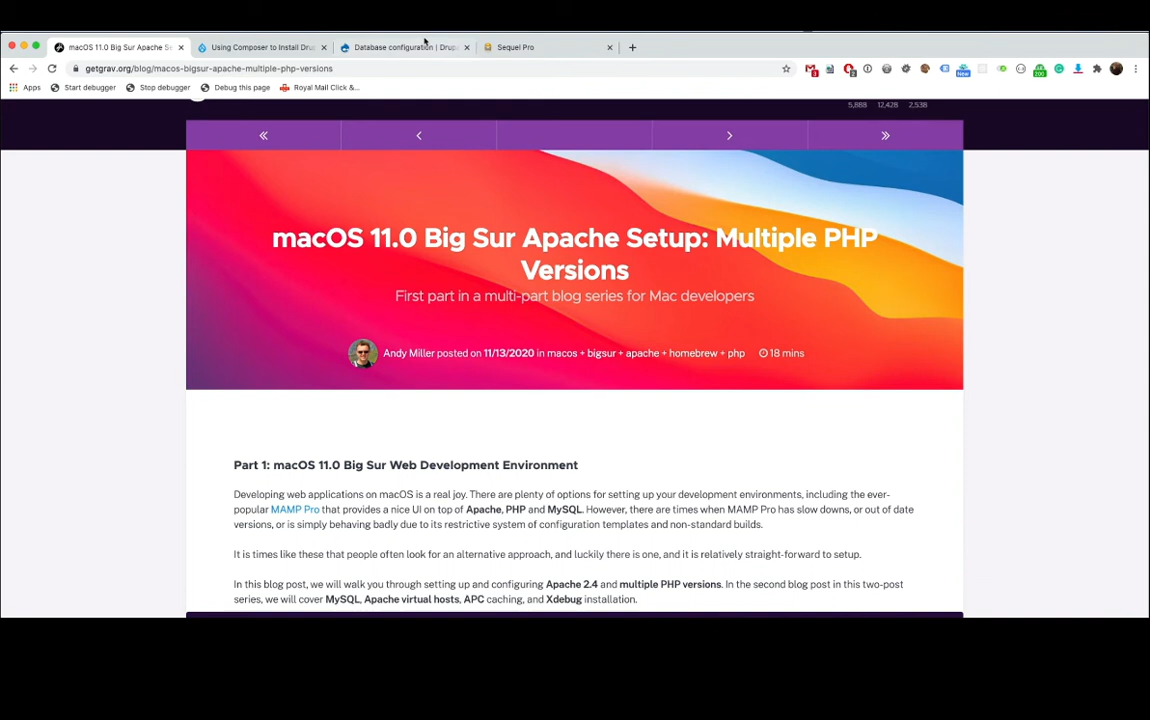 macOS 11.0 Big Sur Apache Se
Using Composer to Install Dru
Database configuration | Drup
Sequel Pro
getgrav.org/blog/macos-bigsur-apache-multiple-php-versions
3
2
New
200
Apps
Start debugger
Stop debugger
Debug this page
Royal Mail Click &...
5,888 12,428 2,538
macOS 11.0 Big Sur Apache Setup: Multiple PHP
Versions
First part in a multi-part blog series for Mac developers
Andy Miller posted on 11/13/2020 in macos + bigsur + apache + homebrew + php 18 mins
Part 1: macOS 11.0 Big Sur Web Development Environment
Developing web applications on macOS is a real joy. There are plenty of options for setting up your development environments, including the ever-
popular MAMP Pro that provides a nice UI on top of Apache, PHP and MySQL. However, there are times when MAMP Pro has slow downs, or out of date
versions, or is simply behaving badly due to its restrictive system of configuration templates and non-standard builds.
It is times like these that people often look for an alternative approach, and luckily there is one, and it is relatively straight-forward to setup.
In this blog post, we will walk you through setting up and configuring Apache 2.4 and multiple PHP versions. In the second blog post in this two-post
series, we will cover MySQL, Apache virtual hosts, APC caching, and Xdebug installation.